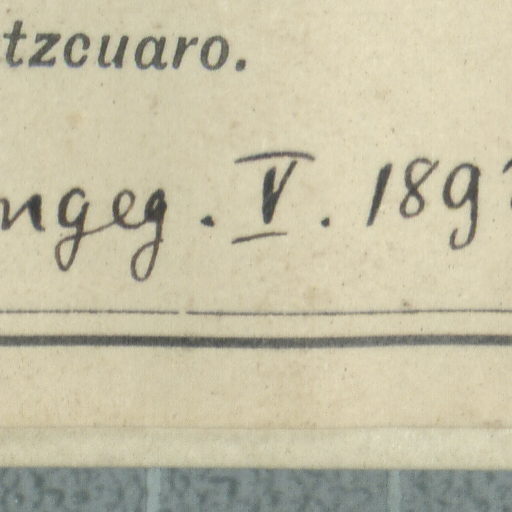 tzcuaro.
ngeg. V. 189